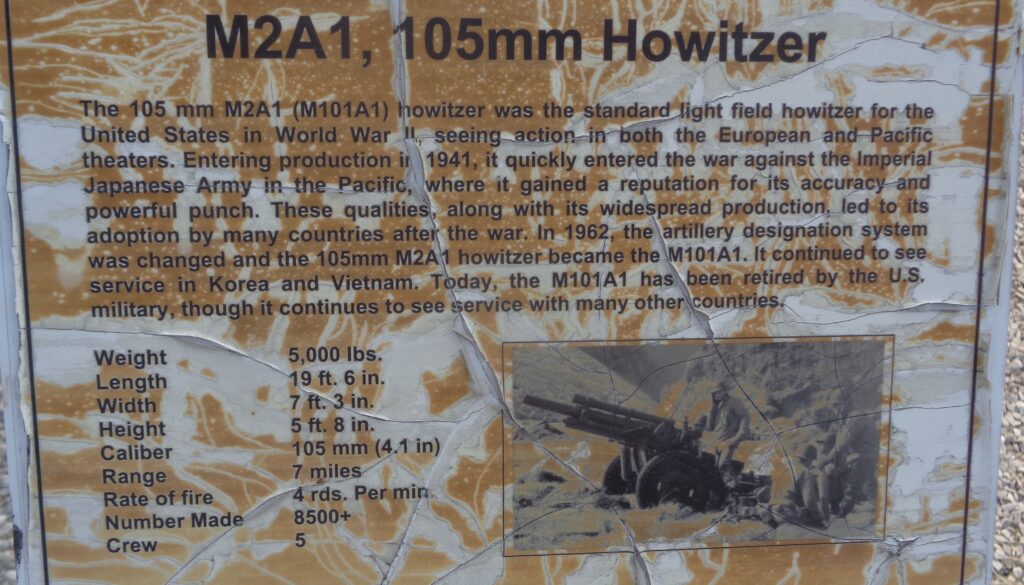 M2A1, 105mm Howitzer
The 105 mm M2A1 (M101A1) howitzer was the standard light field howitzer for the
United States in World War II, seeing action in both the European and Pacific
theaters. Entering production in 1941, it quickly entered the war against the Imperial
Japanese Army in the Pacific, where it gained a reputation for its accuracy and
powerful punch. These qualities, along with its widespread production, led to its
adoption by many countries after the war. In 1962, the artillery designation system
was changed and the 105mm M2A1 howitzer became the M101A1. It continued to see
service in Korea and Vietnam. Today, the M101A1 has been retired by the U.S.
military, though it continues to see service with many other countries.
Weight 5,000 lbs.
Length 19 ft. 6 in.
Width 7 ft. 3 in.
Height 5 ft. 8 in.
Caliber 105 mm (4.1 in)
Range 7 miles
Rate of fire 4 rds. Per min
Number Made 8500+
Crew 5